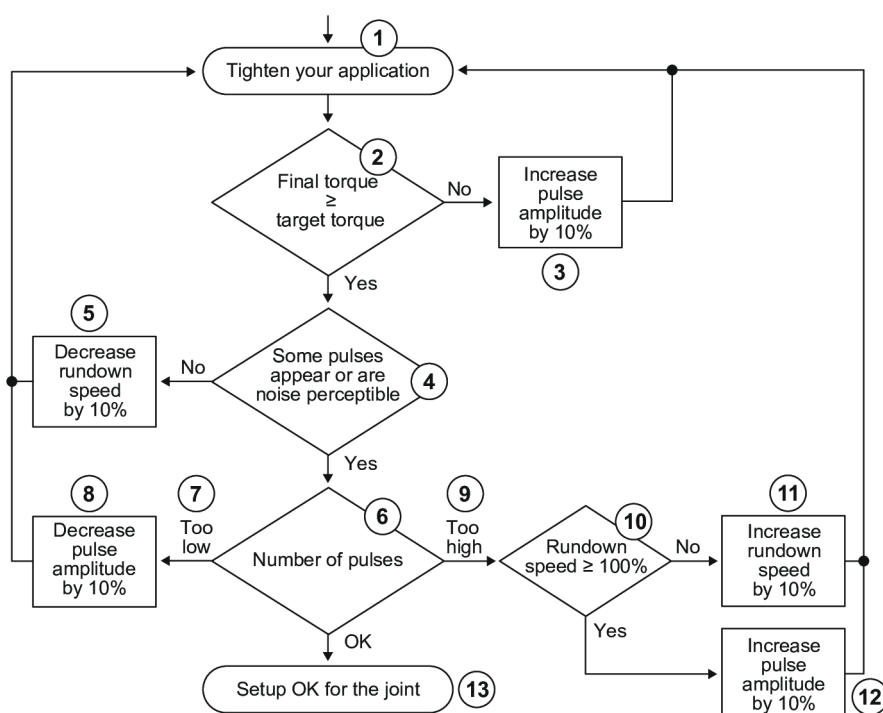 1
Tighten your application
2
Final torque
≥
target torque
No
Increase
pulse
amplitude
by 10%
3
Yes
5
Decrease
rundown
speed
by 10%
No
Some pulses
appear or are
noise perceptible
4
Yes
8
Decrease
pulse
amplitude
by 10%
7
Too
low
6
Number of pulses
9
Too
high
10
Rundown
speed ≥ 100%
No
11
Increase
rundown
speed
by 10%
Yes
OK
Increase
pulse
amplitude
by 10%
12
Setup OK for the joint
13